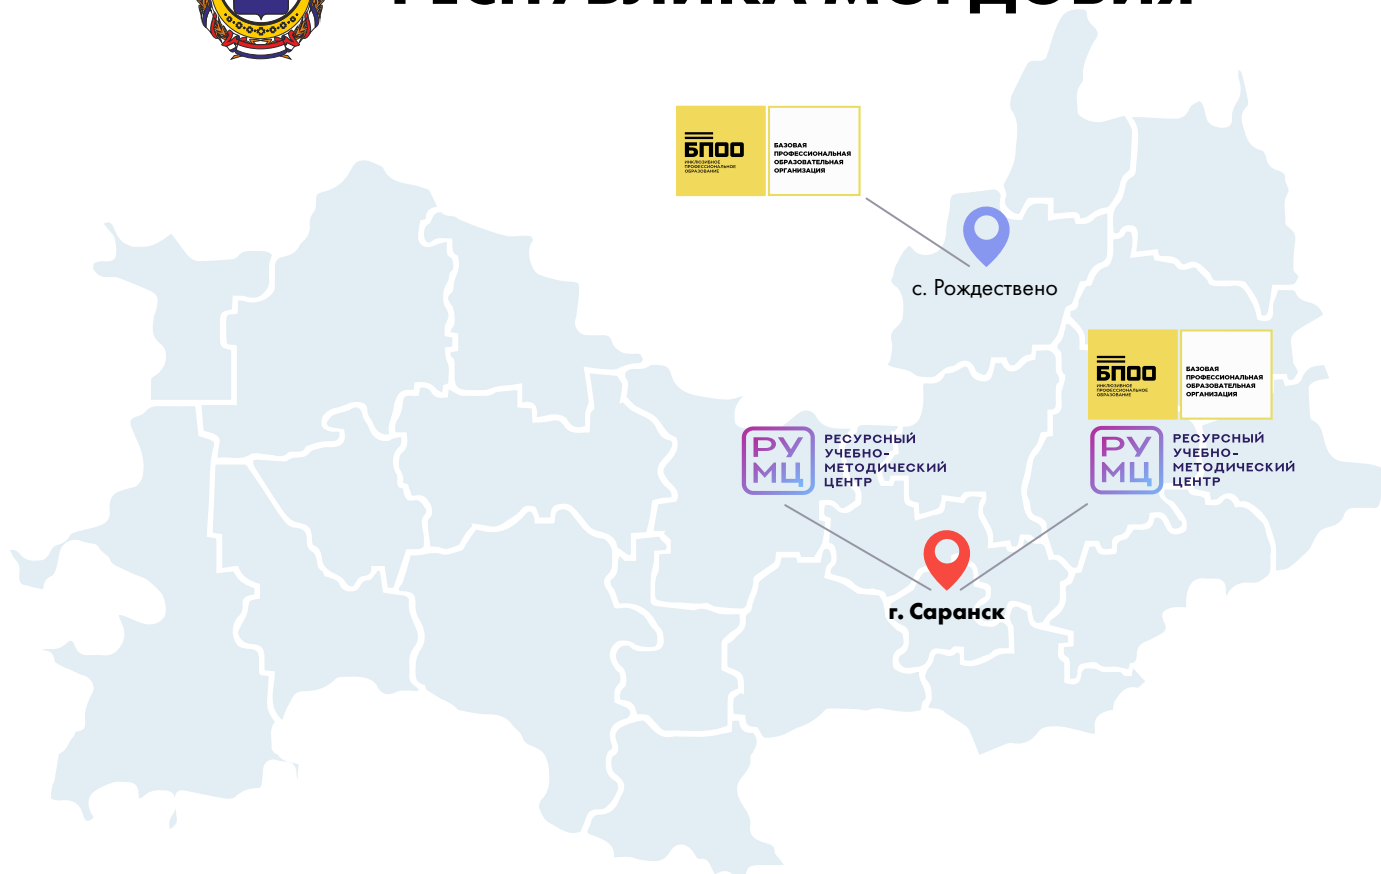 РЕСПУБЛИКА МОРДОВИЯ
БПОО
ИНКЛЮЗИВНОЕ
ПРОФЕССИОНАЛЬНОЕ
ОБРАЗОВАНИЕ
БАЗОВАЯ
ПРОФЕССИОНАЛЬНАЯ
ОБРАЗОВАТЕЛЬНАЯ
ОРГАНИЗАЦИЯ
с. Рождествено
БПОО
ИНКЛЮЗИВНОЕ
ПРОФЕССИОНАЛЬНОЕ
ОБРАЗОВАНИЕ
БАЗОВАЯ
ПРОФЕССИОНАЛЬНАЯ
ОБРАЗОВАТЕЛЬНАЯ
ОРГАНИЗАЦИЯ
РУ
МЦ
РЕСУРСНЫЙ
УЧЕБНО-
МЕТОДИЧЕСКИЙ
ЦЕНТР
РУ
МЦ
РЕСУРСНЫЙ
УЧЕБНО-
МЕТОДИЧЕСКИЙ
ЦЕНТР
г. Саранск